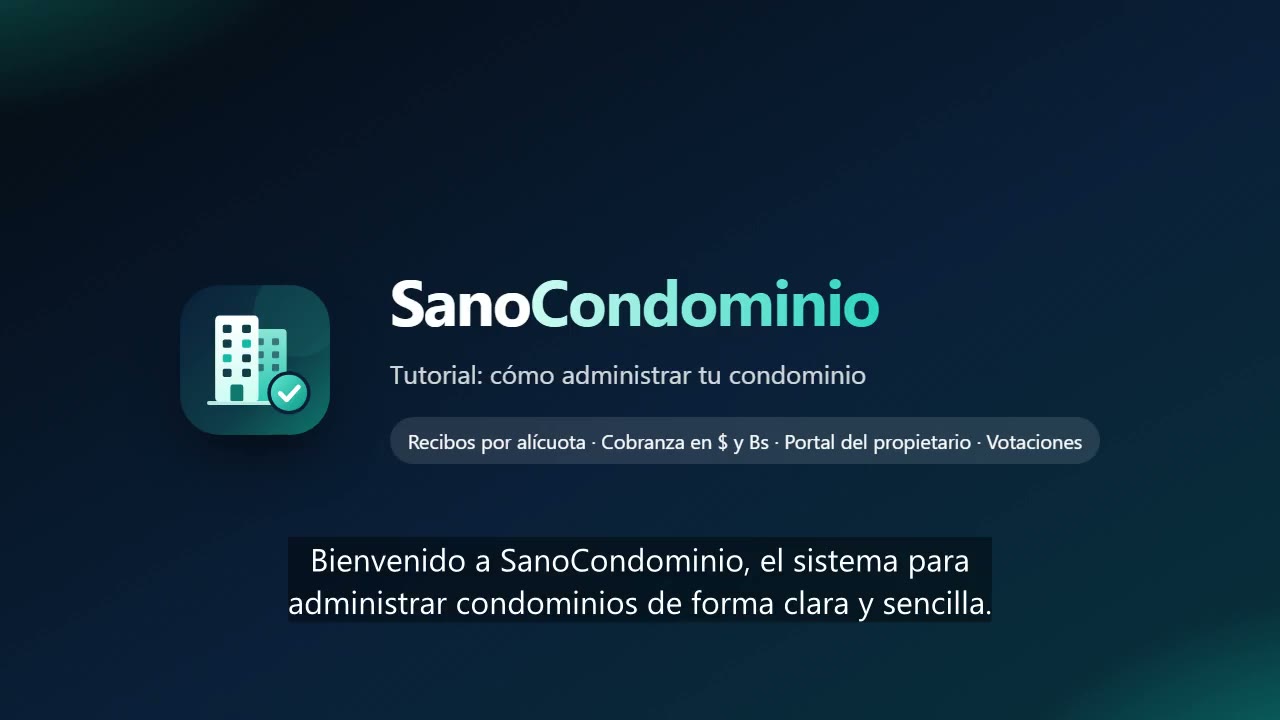 SanoCondominio
Tutorial: cómo administrar tu condominio
Recibos por alícuota · Cobranza en $ y Bs · Portal del propietario · Votaciones
Bienvenido a SanoCondominio, el sistema para
administrar condominios de forma clara y sencilla.